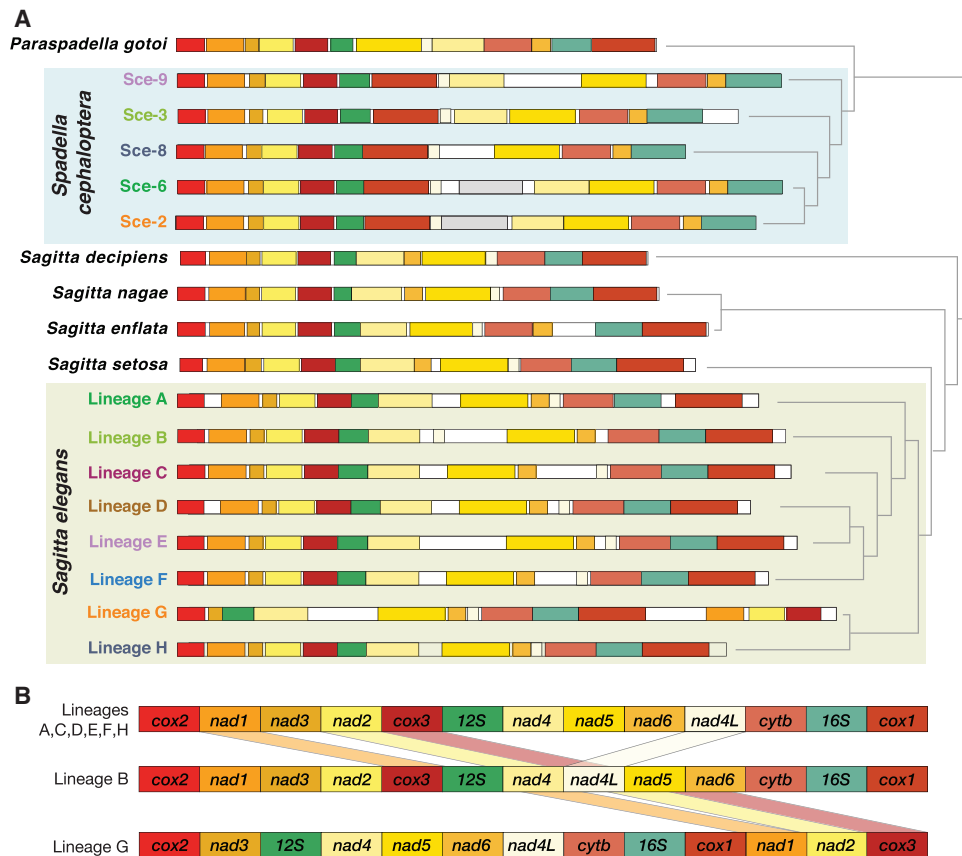 A
Paraspadella gotoi
Spadella
cephaloptera
Sce-9
Sce-3
Sce-8
Sce-6
Sce-2
Sagitta decipiens
Sagitta nagae
Sagitta enflata
Sagitta setosa
Sagitta elegans
Lineage A
Lineage B
Lineage C
Lineage D
Lineage E
Lineage F
Lineage G
Lineage H
B
Lineages
A,C,D,E,F,H
cox2 nad1 nad3 nad2 cox3 12S nad4 nad5 nad6 nad4L cytb 16S cox1
Lineage B
cox2 nad1 nad3 nad2 cox3 12S nad4 nad4L nad5 nad6 cytb 16S cox1
Lineage G
cox2 nad3 12S nad4 nad5 nad6 nad4L cytb 16S cox1 nad1 nad2 cox3